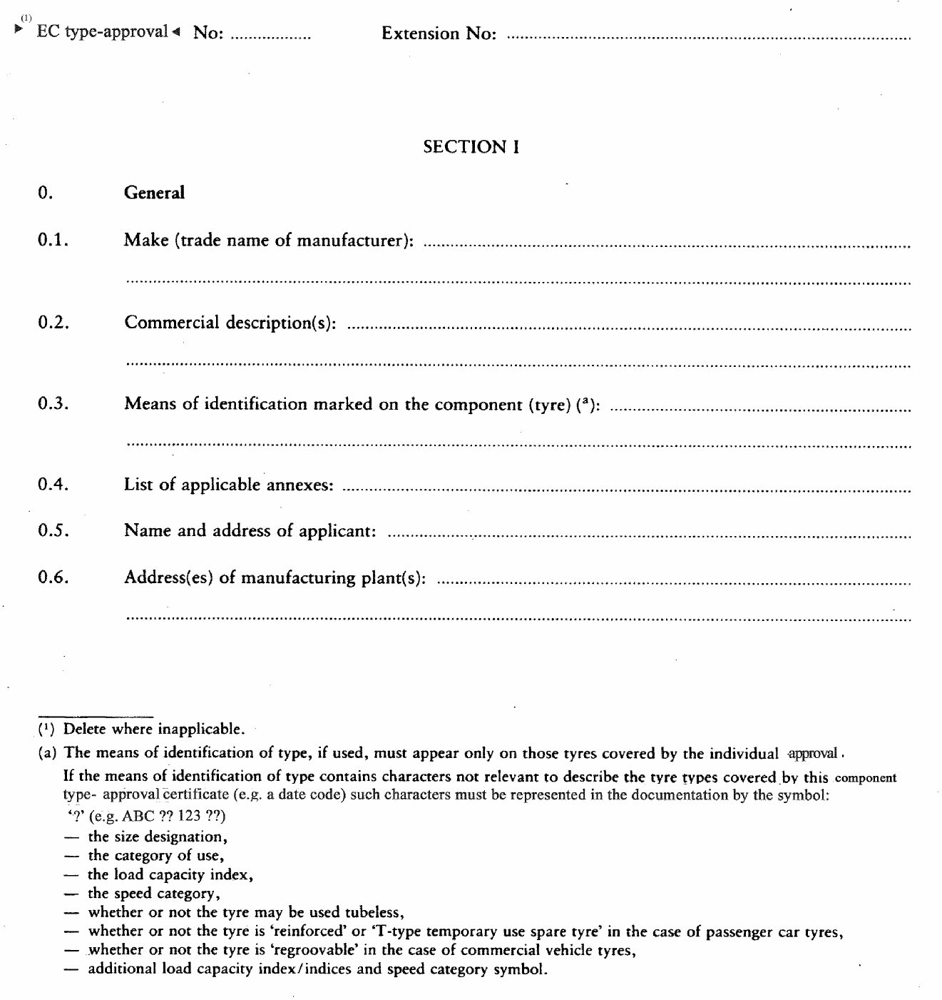 (1)
► EC type-approval ◄ No: ................. Extension No: .........................................................................................
SECTION I
0. General
0.1. Make (trade name of manufacturer): ............................................................................................................
..............................................................................................................................................................................
0.2. Commercial description(s): .............................................................................................................................
..............................................................................................................................................................................
0.3. Means of identification marked on the component (tyre) (ª): ...................................................................
..............................................................................................................................................................................
0.4. List of applicable annexes: ..............................................................................................................................
0.5. Name and address of applicant: ....................................................................................................................
0.6. Address(es) of manufacturing plant(s): .........................................................................................................
..............................................................................................................................................................................
(¹) Delete where inapplicable.
(a) The means of identification of type, if used, must appear only on those tyres covered by the individual approval.
If the means of identification of type contains characters not relevant to describe the tyre types covered by this component
type- approval certificate (e.g. a date code) such characters must be represented in the documentation by the symbol:
‘?’ (e.g. ABC ?? 123 ??)
— the size designation,
— the category of use,
— the load capacity index,
— the speed category,
— whether or not the tyre may be used tubeless,
— whether or not the tyre is ‘reinforced’ or ‘T-type temporary use spare tyre’ in the case of passenger car tyres,
— whether or not the tyre is ‘regroovable’ in the case of commercial vehicle tyres,
— additional load capacity index/indices and speed category symbol.